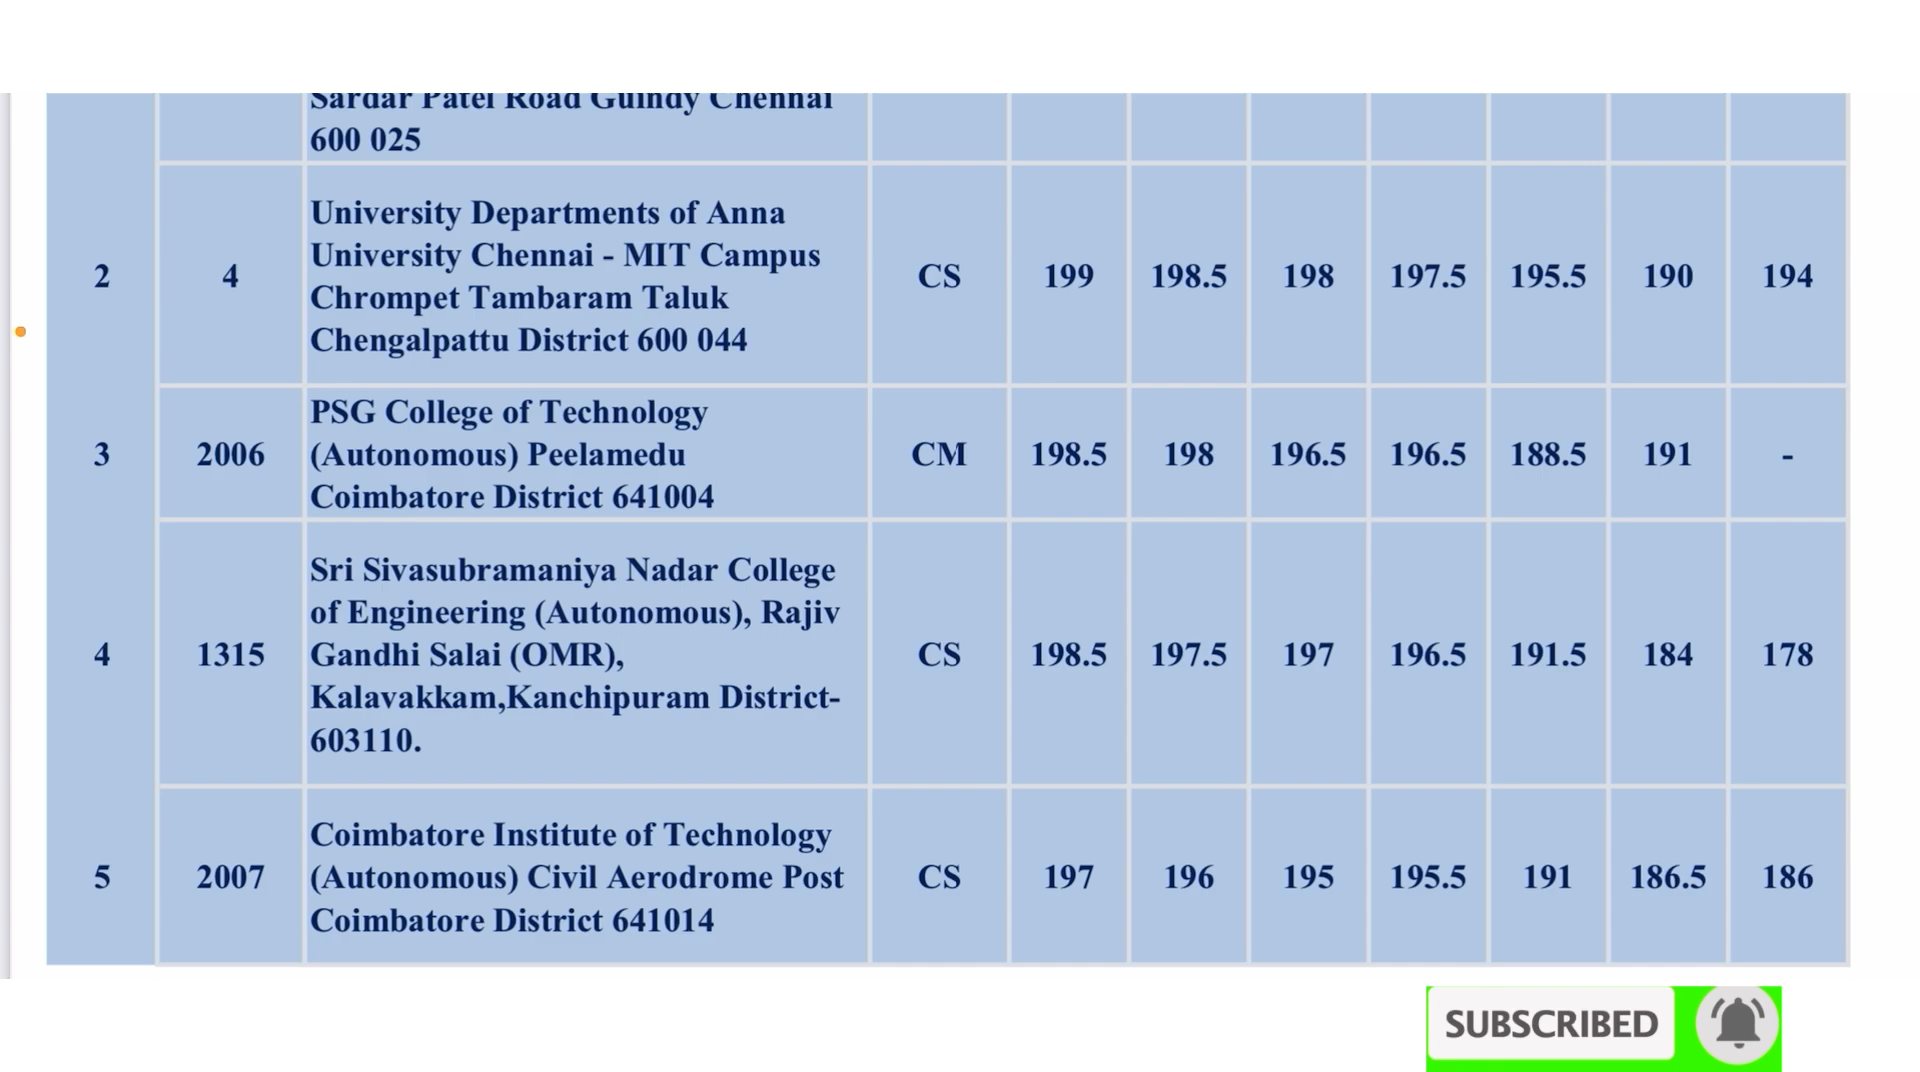 Sardar Patel Road Guindy Chennai
600 025
2 4 University Departments of Anna
University Chennai - MIT Campus
Chrompet Tambaram Taluk
Chengalpattu District 600 044 CS 199 198.5 198 197.5 195.5 190 194
3 2006 PSG College of Technology
(Autonomous) Peelamedu
Coimbatore District 641004 CM 198.5 198 196.5 196.5 188.5 191 -
4 1315 Sri Sivasubramaniya Nadar College
of Engineering (Autonomous), Rajiv
Gandhi Salai (OMR),
Kalavakkam,Kanchipuram District-
603110. CS 198.5 197.5 197 196.5 191.5 184 178
5 2007 Coimbatore Institute of Technology
(Autonomous) Civil Aerodrome Post
Coimbatore District 641014 CS 197 196 195 195.5 191 186.5 186
SUBSCRIBED